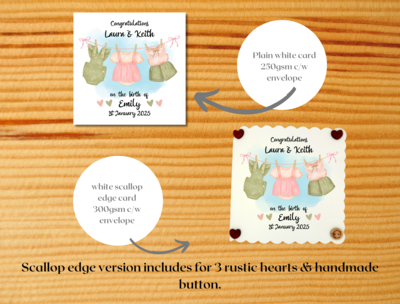 Congratulations
Laura & Keith
on the birth of
Emily
18 January 2025
Plain white card
250gsm c/w
envelope
Congratulations
Laura & Keith
on the birth of
Emily
18 January 2025
white scallop
edge card
300gsm c/w
envelope
Scallop edge version includes for 3 rustic hearts & handmade
button.